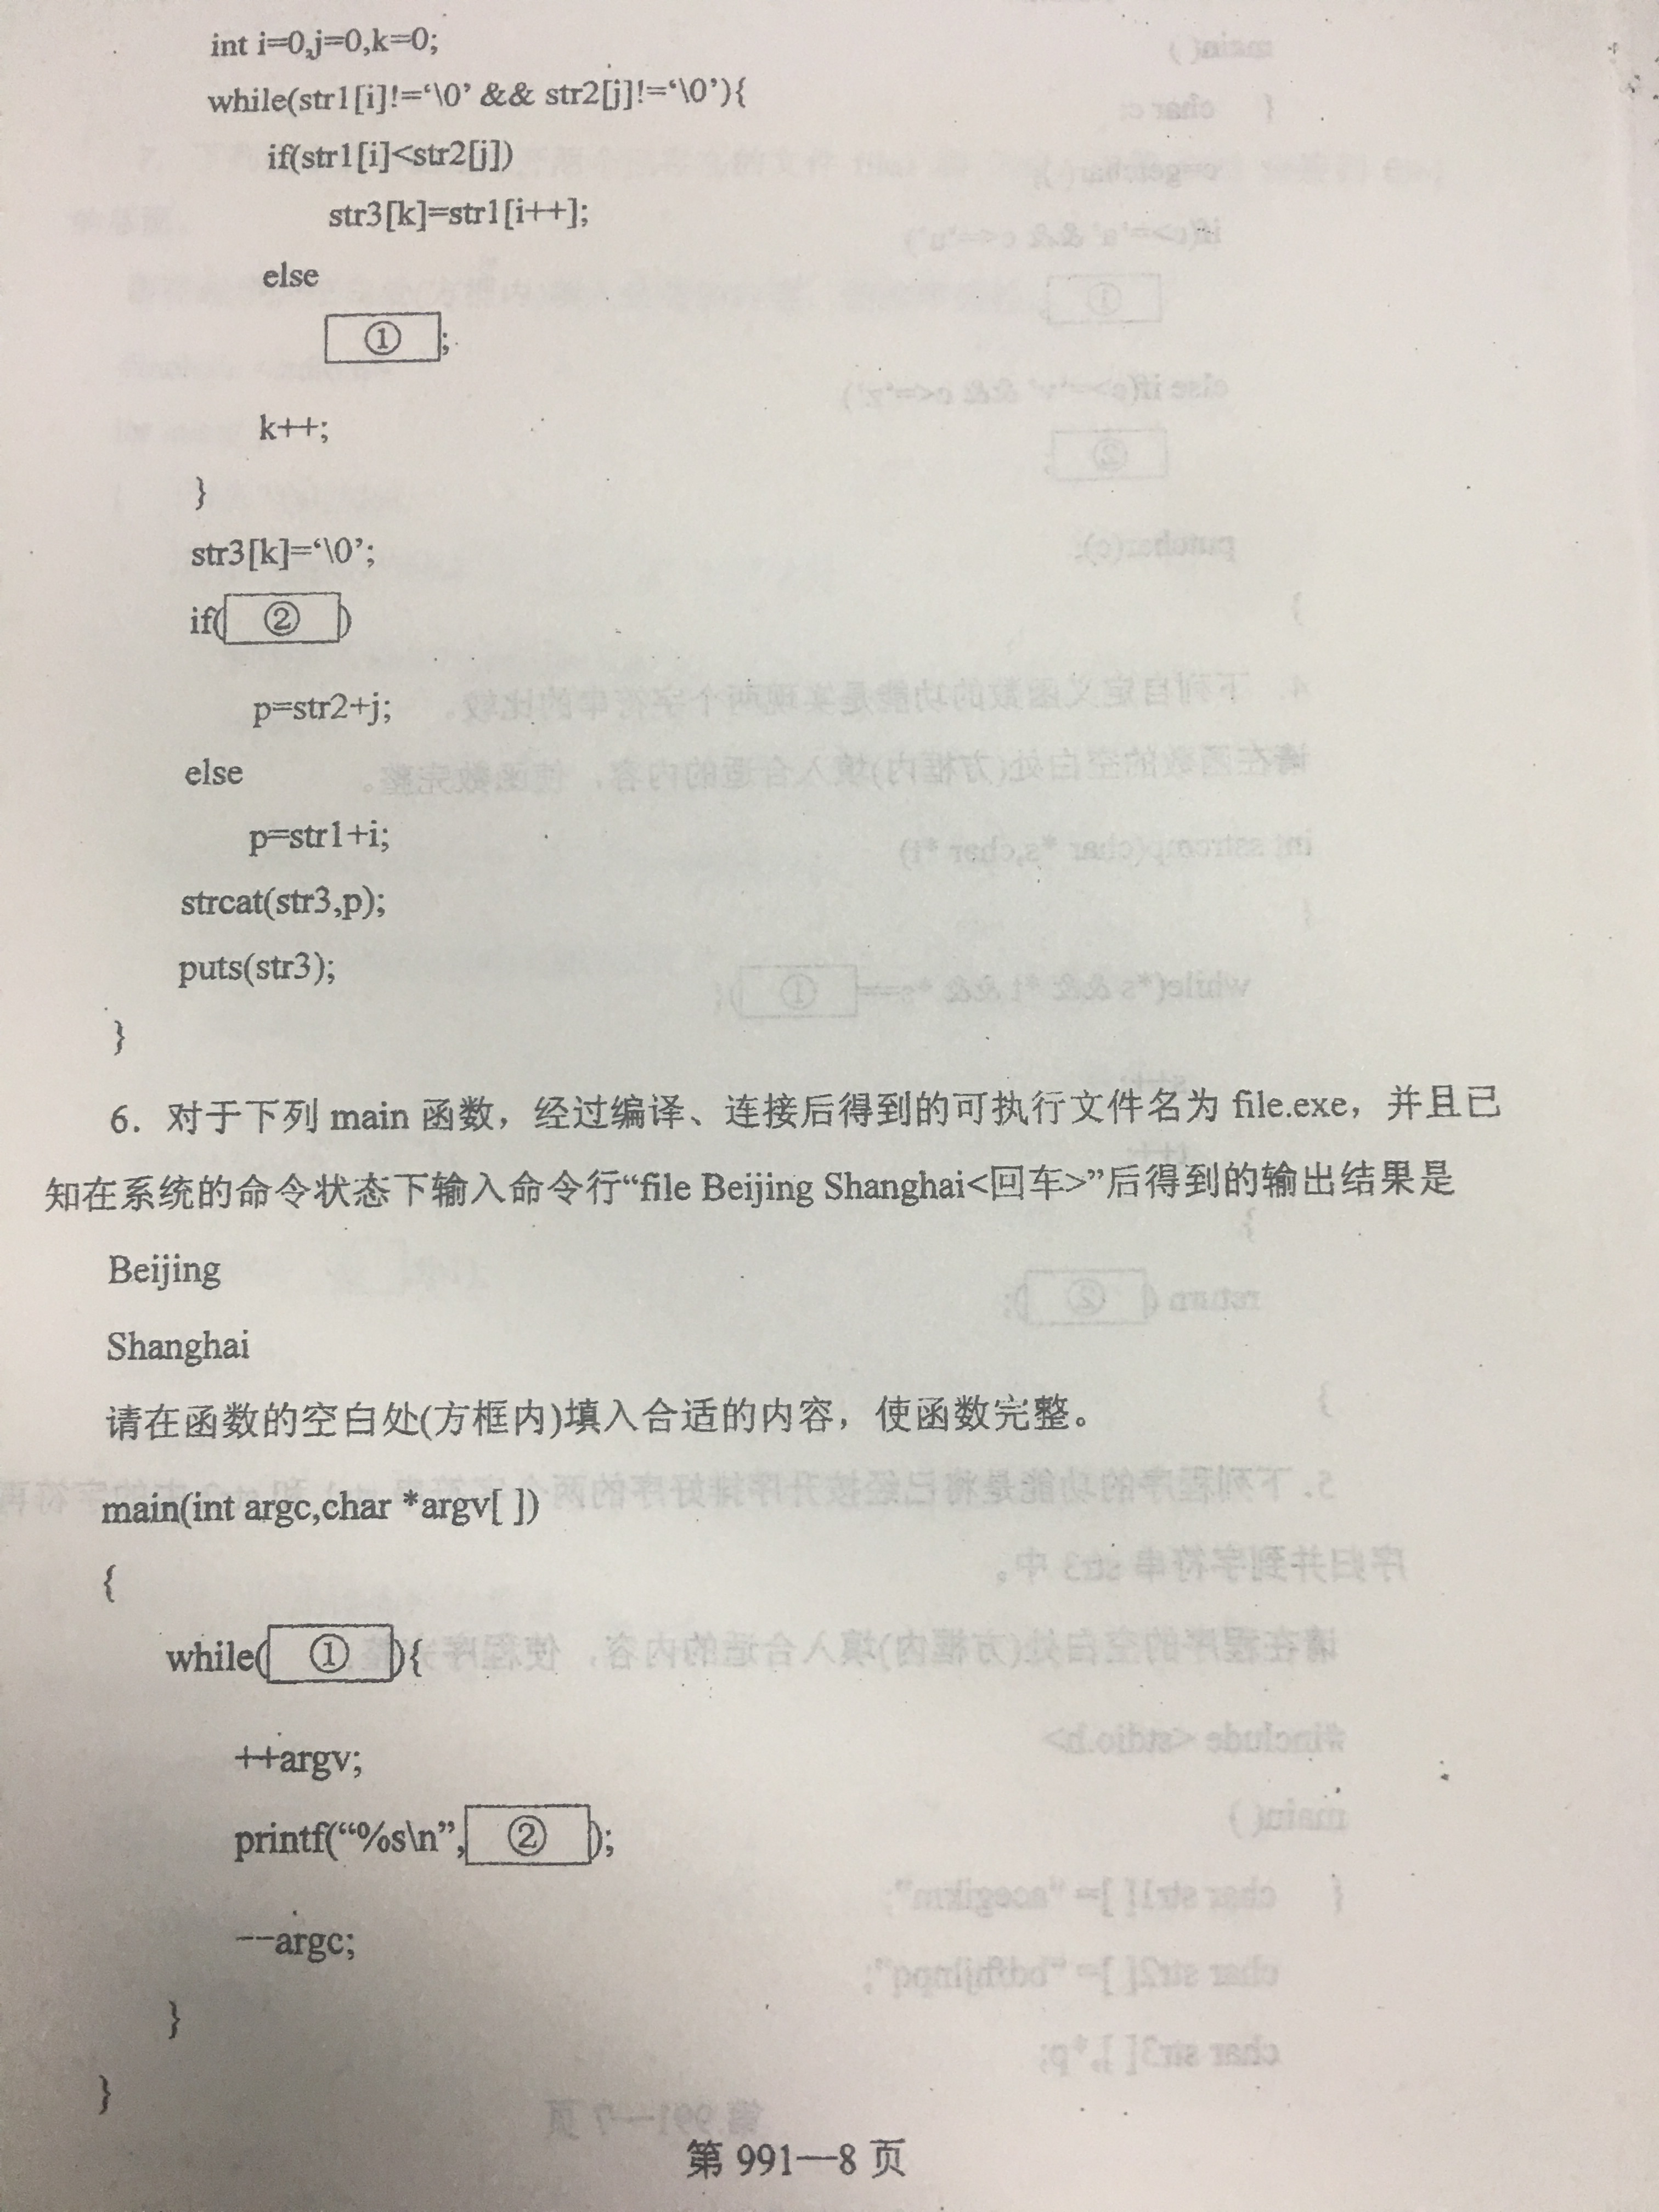 int i=0,j=0,k=0;
while(str1[i]!=‘\0’ && str2[j]!=‘\0’){
if(str1[i]<str2[j])
str3[k]=str1[i++];
else
①;
k++;
}
str3[k]=‘\0’;
if(②)
p=str2+j;
else
p=str1+i;
strcat(str3,p);
puts(str3);
}
6. 对于下列 main 函数，经过编译、连接后得到的可执行文件名为 file.exe，并且已
知在系统的命令状态下输入命令行“file Beijing Shanghai<回车>”后得到的输出结果是
Beijing
Shanghai
请在函数的空白处(方框内)填入合适的内容，使函数完整。
main(int argc,char *argv[ ])
{
while(①){
++argv;
printf(“%s\n”,②);
--argc;
}
}
第 991—8 页